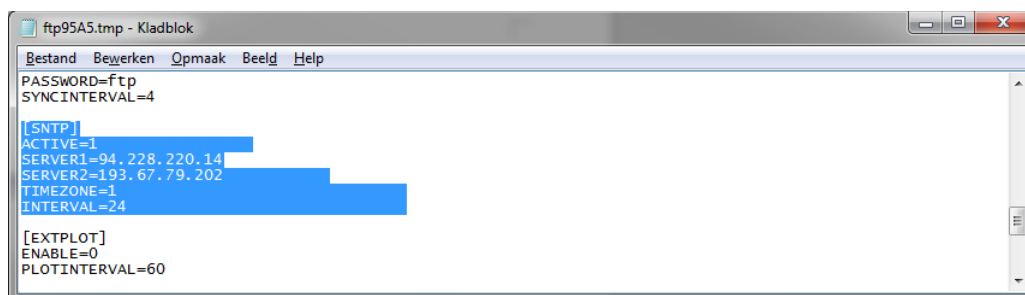 ftp95A5.tmp - Kladblok
Bestand Bewerken Opmaak Beeld Help
PASSWORD=ftp
SYNCINTERVAL=4
[SNTP]
ACTIVE=1
SERVER1=94.228.220.14
SERVER2=193.67.79.202
TIMEZONE=1
INTERVAL=24
[EXTPLOT]
ENABLE=0
PLOTINTERVAL=60